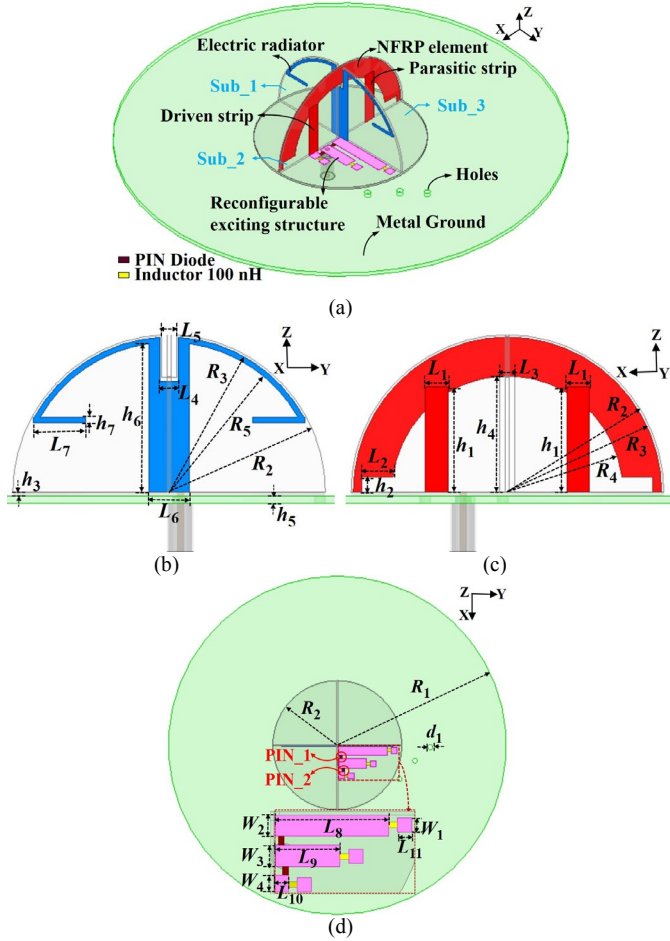 Electric radiator
NFRP element
Z
X
Y
Parasitic strip
Sub_1
Sub_3
Driven strip
Sub_2
Holes
Reconfigurable
exciting structure
Metal Ground
PIN Diode
Inductor 100 nH
(a)
L5
Z
X
Y
R3
L4
h6
R5
h7
L7
R2
h3
L6
h5
(b)
Z
X
Y
L1
L3
L1
R2
h4
h1
h1
R3
L2
R4
h2
(c)
Z
Y
X
R1
R2
d1
PIN_1
PIN_2
W2
L8
W1
W3
L9
L11
W4
L10
(d)